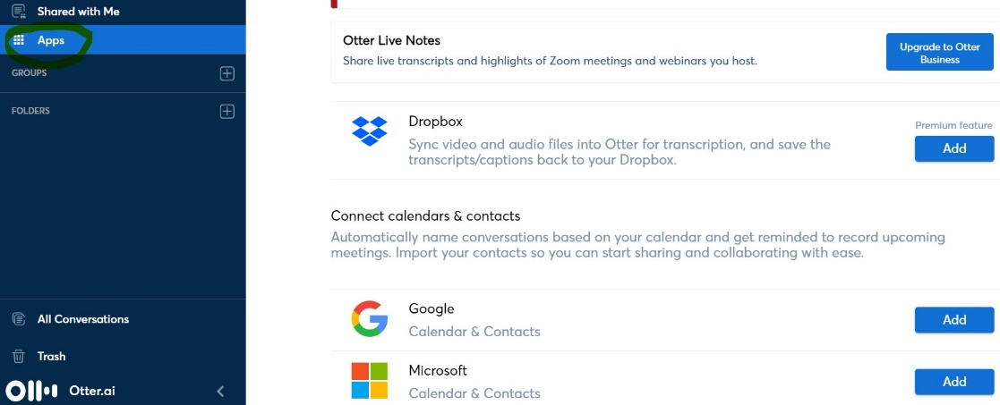 Shared with Me
Apps
GROUPS
FOLDERS
All Conversations
Trash
Otter.ai
Otter Live Notes
Share live transcripts and highlights of Zoom meetings and webinars you host.
Upgrade to Otter
Business
Dropbox
Sync video and audio files into Otter for transcription, and save the
transcripts/captions back to your Dropbox.
Premium feature
Add
Connect calendars & contacts
Automatically name conversations based on your calendar and get reminded to record upcoming
meetings. Import your contacts so you can start sharing and collaborating with ease.
Google
Calendar & Contacts
Add
Microsoft
Calendar & Contacts
Add